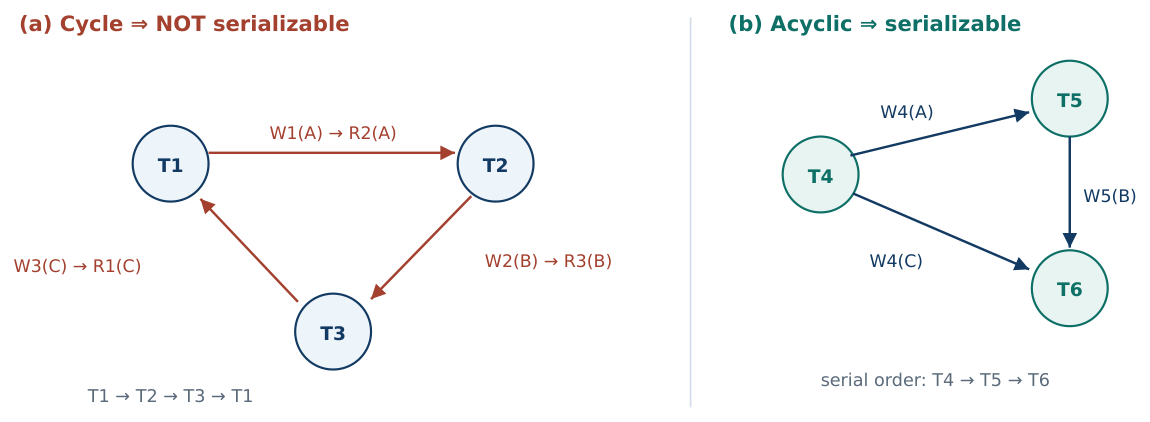 (a) Cycle ⇒ NOT serializable
W1(A) → R2(A)
T1
T2
W3(C) → R1(C)
W2(B) → R3(B)
T3
T1 → T2 → T3 → T1
(b) Acyclic ⇒ serializable
T5
W4(A)
T4
W5(B)
W4(C)
T6
serial order: T4 → T5 → T6